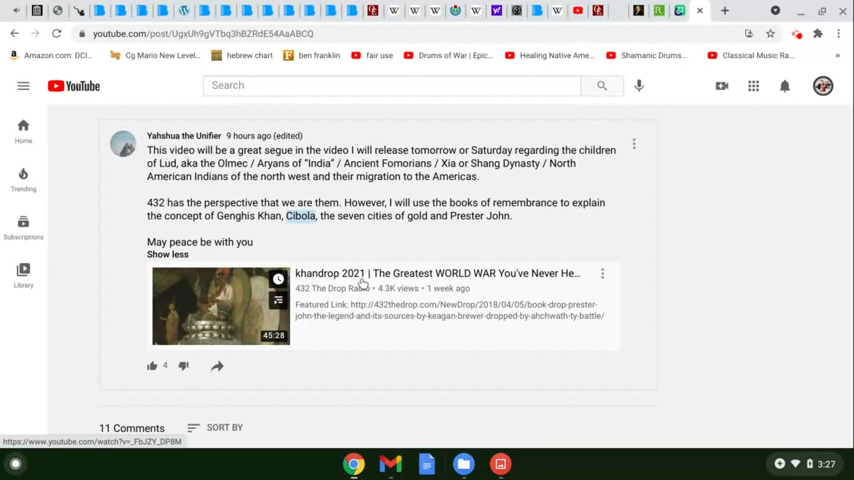 youtube.com/post/UgxUh9gVTbq3hBZRdE54AaABCQ
Amazon.com: DCI...
Cg Mario New Level...
hebrew chart
ben franklin
fair use
Drums of War | Epic...
Healing Native Ame...
Shamanic Drums...
Classical Music Ra...
YouTube
Search
Home
Trending
Subscriptions
Library
Yahshua the Unifier 9 hours ago (edited)
This video will be a great segue in the video I will release tomorrow or Saturday regarding the children
of Lud, aka the Olmec / Aryans of "India" / Ancient Fomorians / Xia or Shang Dynasty / North
American Indians of the north west and their migration to the Americas.
432 has the perspective that we are them. However, I will use the books of remembrance to explain
the concept of Genghis Khan, Cibola, the seven cities of gold and Prester John.
May peace be with you
Show less
khandrop 2021 | The Greatest WORLD WAR You've Never He...
432 The Drop Radio • 4.3K views • 1 week ago
Featured Link: http://432thedrop.com/NewDrop/2018/04/05/book-drop-prester-
john-the-legend-and-its-sources-by-keagan-brewer-dropped-by-ahchwath-ty-battle/
45:28
4
11 Comments
SORT BY
https://www.youtube.com/watch?v=_FbJZY_DP8M
3:27